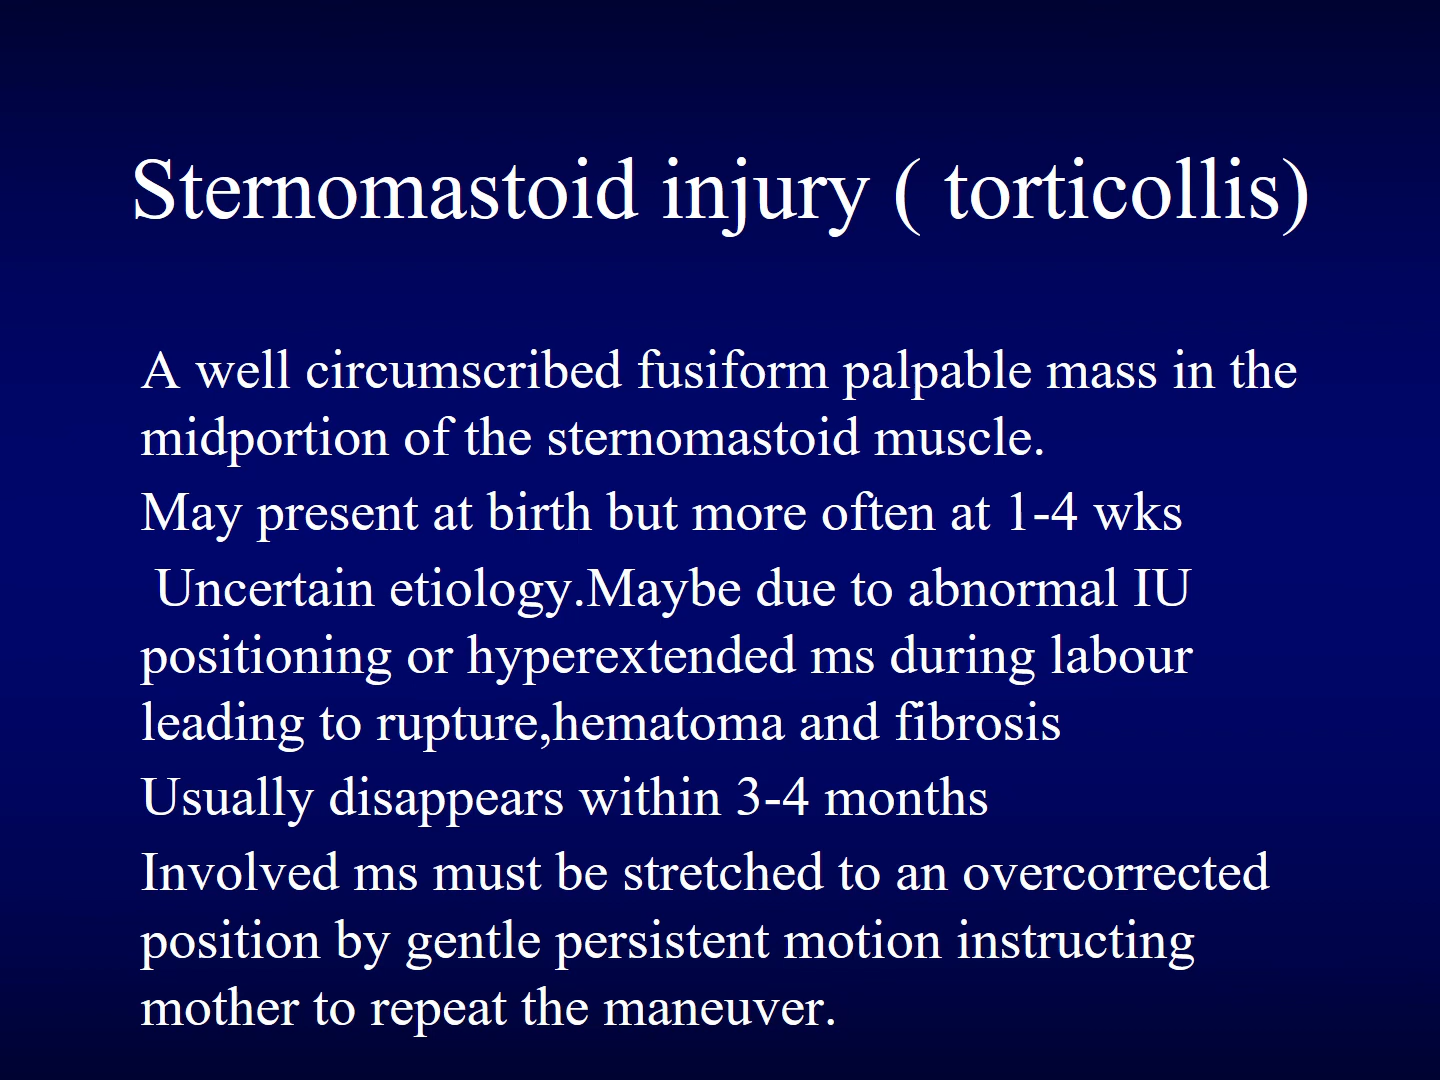 Sternomastoid injury ( torticollis)
A well circumscribed fusiform palpable mass in the
midportion of the sternomastoid muscle.
May present at birth but more often at 1-4 wks
Uncertain etiology.Maybe due to abnormal IU
positioning or hyperextended ms during labour
leading to rupture,hematoma and fibrosis
Usually disappears within 3-4 months
Involved ms must be stretched to an overcorrected
position by gentle persistent motion instructing
mother to repeat the maneuver.